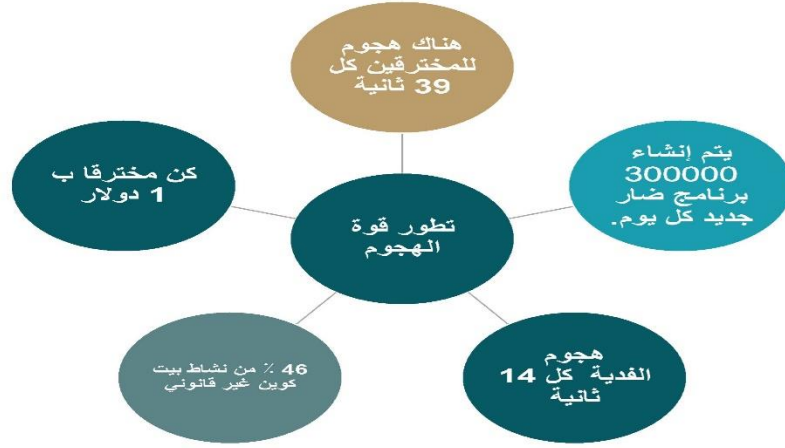 هناك هجوم
للمخترقين كل
39 ثانية
يتم إنشاء
300000
برنامج ضار
جديد كل يوم.
كن مخترقا ب
1 دولار
تطور قوة
الهجوم
هجوم
الفدية كل 14
ثانية
46 ٪ من نشاط بيت
كوين غير قانوني